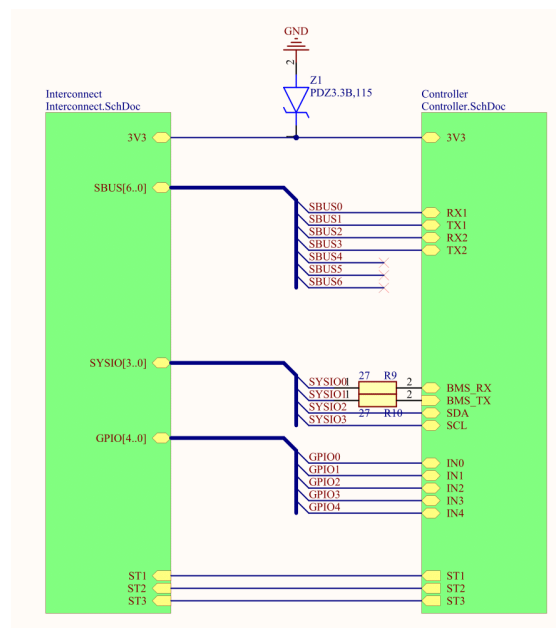 GND
2
Z1
PDZ3.3B,115
1
Interconnect
Interconnect.SchDoc
Controller
Controller.SchDoc
3V3 3V3
SBUS[6..0]
SBUS0 RX1
SBUS1 TX1
SBUS2 RX2
SBUS3 TX2
SBUS4
SBUS5
SBUS6
SYSIO[3..0]
27 R9
SYSIO0 1 2 BMS_RX
SYSIO1 1 2 BMS_TX
SYSIO2 27 R10 SDA
SYSIO3 SCL
GPIO[4..0]
GPIO0 IN0
GPIO1 IN1
GPIO2 IN2
GPIO3 IN3
GPIO4 IN4
ST1 ST1
ST2 ST2
ST3 ST3